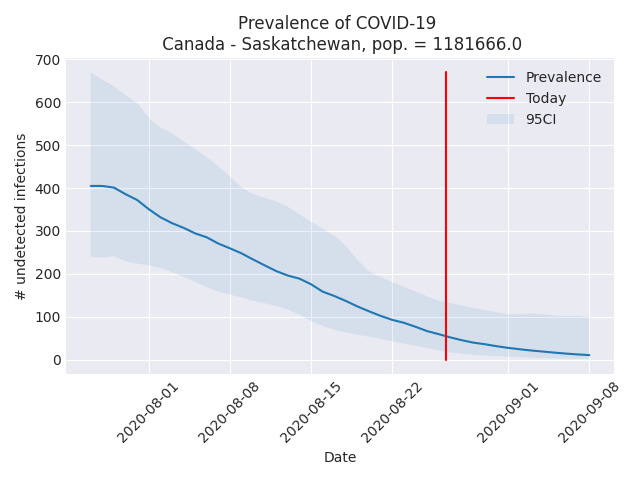 Prevalence of COVID-19
Canada - Saskatchewan, pop. = 1181666.0
700
600
500
400
300
200
100
0
# undetected infections
Prevalence
Today
95CI
2020-08-01
2020-08-08
2020-08-15
2020-08-22
2020-09-01
2020-09-08
Date